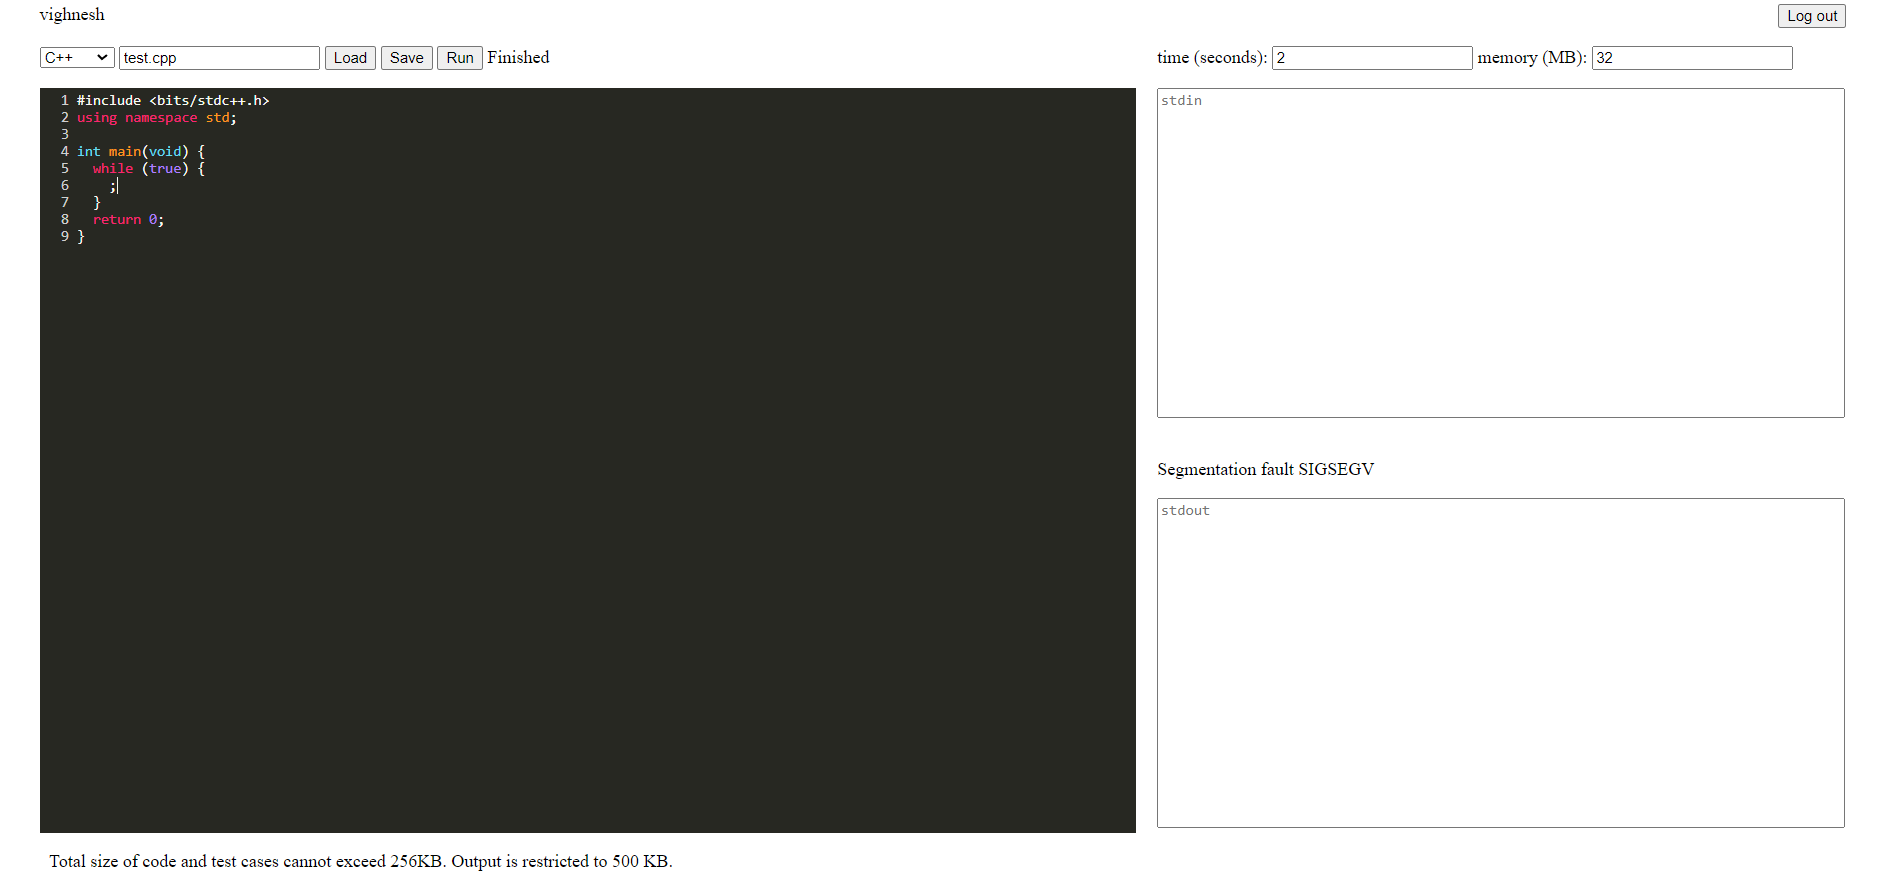 vighnesh
Log out
C++ test.cpp Load Save Run Finished
time (seconds): 2 memory (MB): 32
1 #include <bits/stdc++.h>
2 using namespace std;
3
4 int main(void) {
5   while (true) {
6     ;
7   }
8   return 0;
9 }
stdin
Segmentation fault SIGSEGV
stdout
Total size of code and test cases cannot exceed 256KB. Output is restricted to 500 KB.